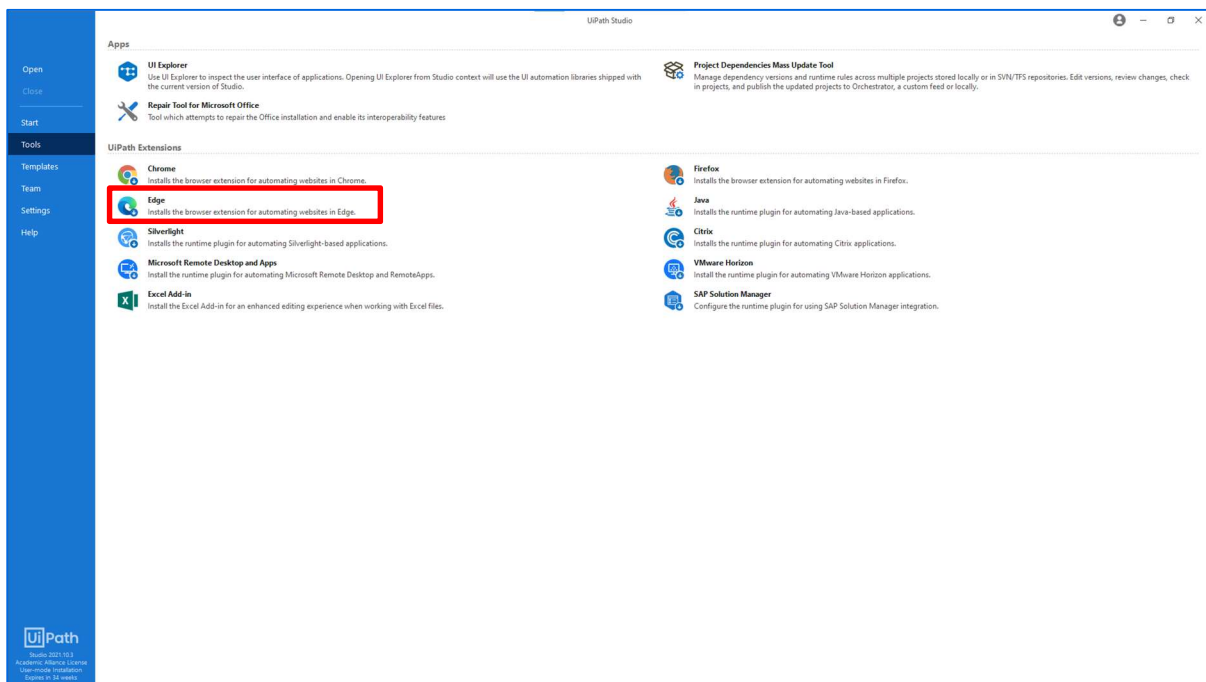 UiPath Studio
Open
Close
Start
Tools
Templates
Team
Settings
Help
Apps
UI Explorer
Use UI Explorer to inspect the user interface of applications. Opening UI Explorer from Studio context will use the UI automation libraries shipped with
the current version of Studio.
Project Dependencies Mass Update Tool
Manage dependency versions and runtime rules across multiple projects stored locally or in SVN/TFS repositories. Edit versions, review changes, check
in projects, and publish the updated projects to Orchestrator, a custom feed or locally.
Repair Tool for Microsoft Office
Tool which attempts to repair the Office installation and enable its interoperability features
UiPath Extensions
Chrome
Installs the browser extension for automating websites in Chrome.
Firefox
Installs the browser extension for automating websites in Firefox.
Edge
Installs the browser extension for automating websites in Edge.
Java
Installs the runtime plugin for automating Java-based applications.
Silverlight
Installs the runtime plugin for automating Silverlight-based applications.
Citrix
Installs the runtime plugin for automating Citrix applications.
Microsoft Remote Desktop and Apps
Install the runtime plugin for automating Microsoft Remote Desktop and RemoteApps.
VMware Horizon
Install the runtime plugin for automating VMware Horizon applications.
Excel Add-in
Install the Excel Add-in for an enhanced editing experience when working with Excel files.
SAP Solution Manager
Configure the runtime plugin for using SAP Solution Manager integration.
UiPath
Studio 2021.10.3
Academic Alliance License
User-mode Installation
Expires in 34 weeks